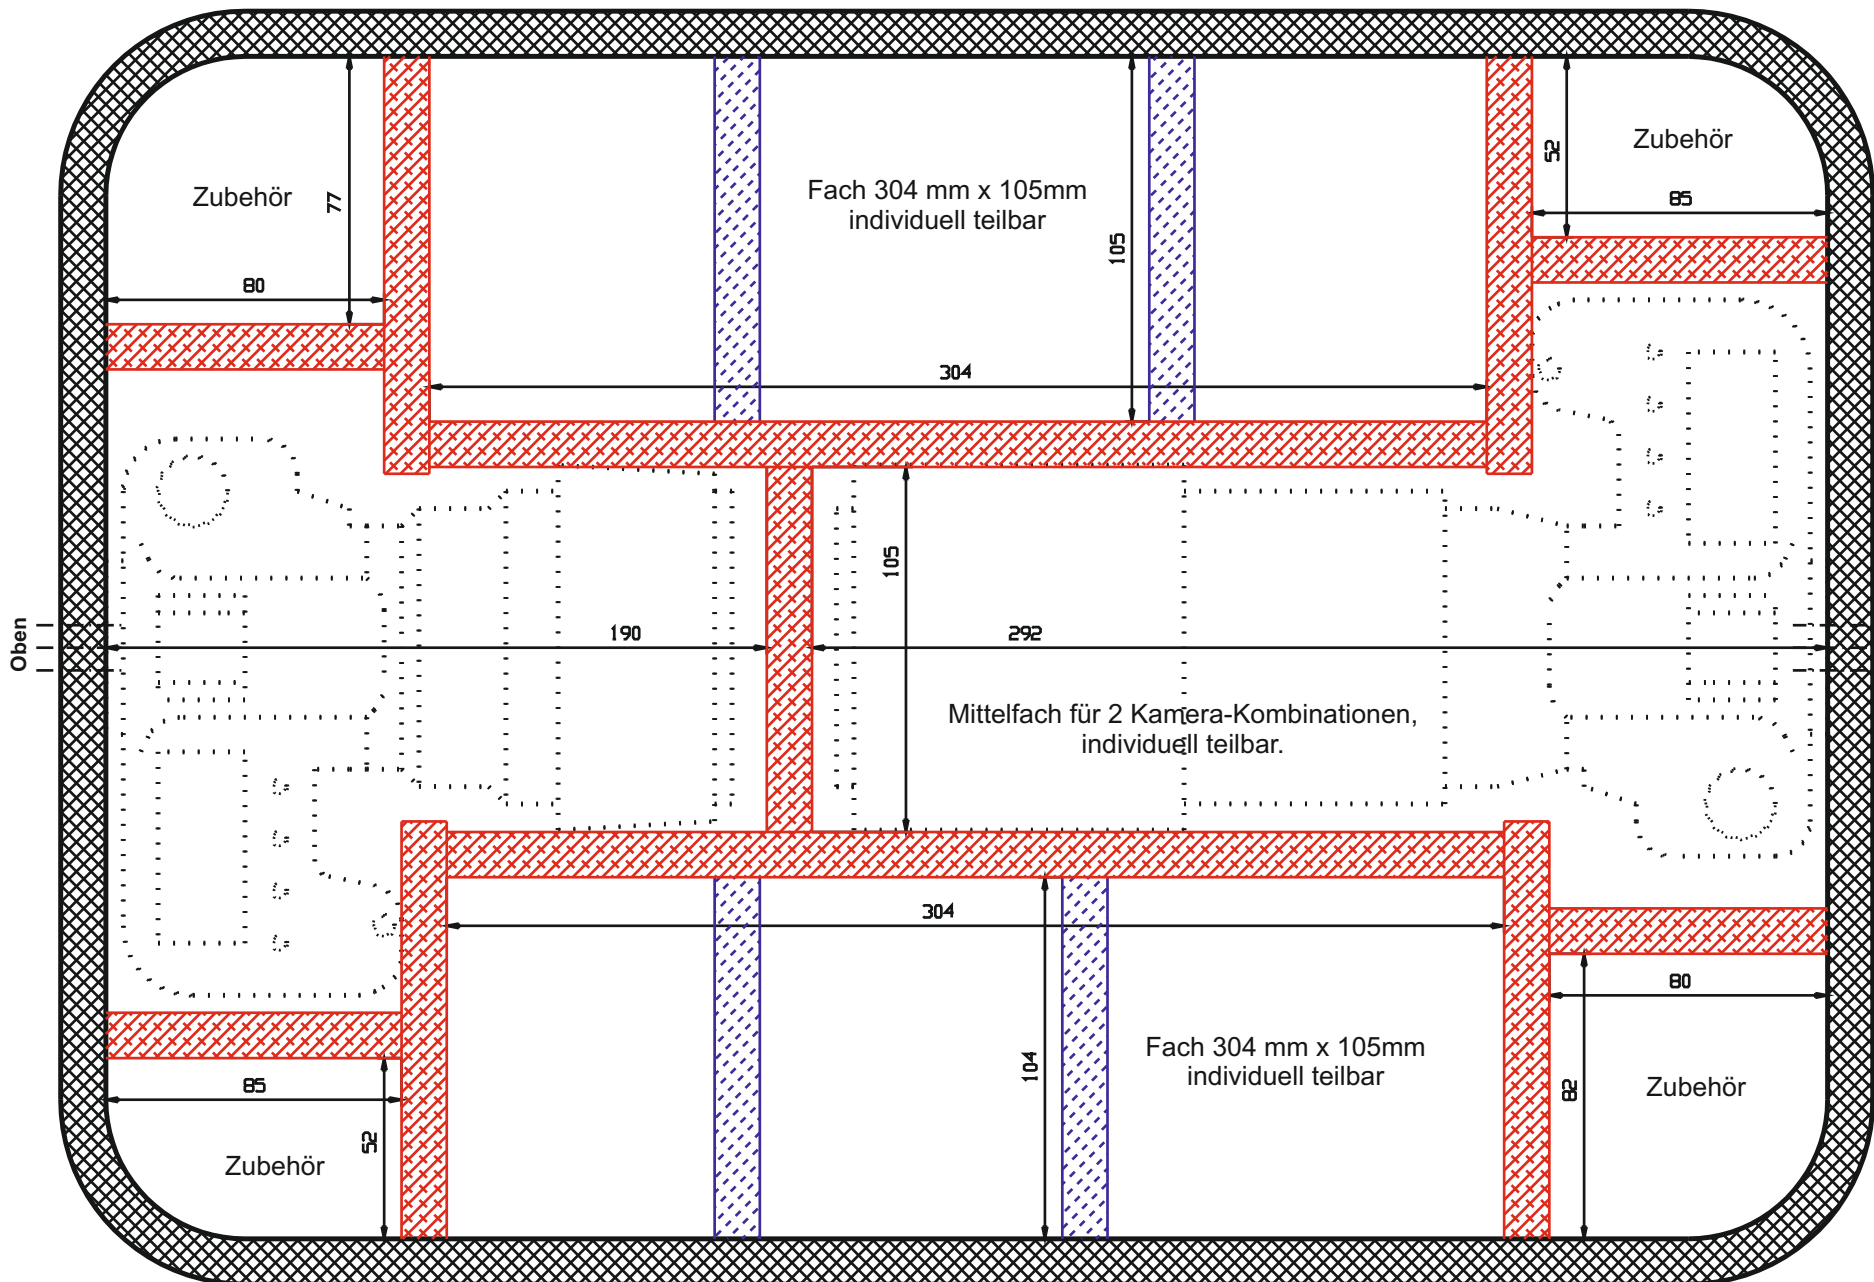 Zubehör
77
80
Fach 304 mm x 105mm
individuell teilbar
105
304
52
Zubehör
85
Oben
190
105
292
Mittelfach für 2 Kamera-Kombinationen,
individuell teilbar.
304
85
52
Zubehör
104
Fach 304 mm x 105mm
individuell teilbar
80
82
Zubehör